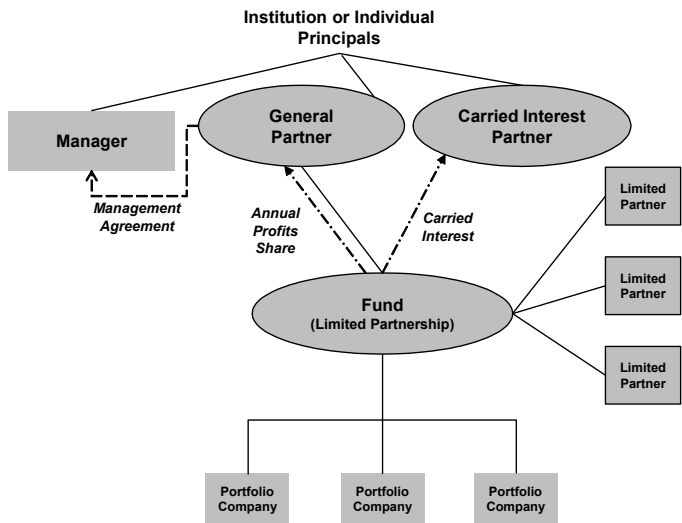 Institution or Individual
Principals
Manager
General
Partner
Carried Interest
Partner
Management
Agreement
Annual
Profits
Share
Carried
Interest
Limited
Partner
Limited
Partner
Limited
Partner
Fund
(Limited Partnership)
Portfolio
Company
Portfolio
Company
Portfolio
Company